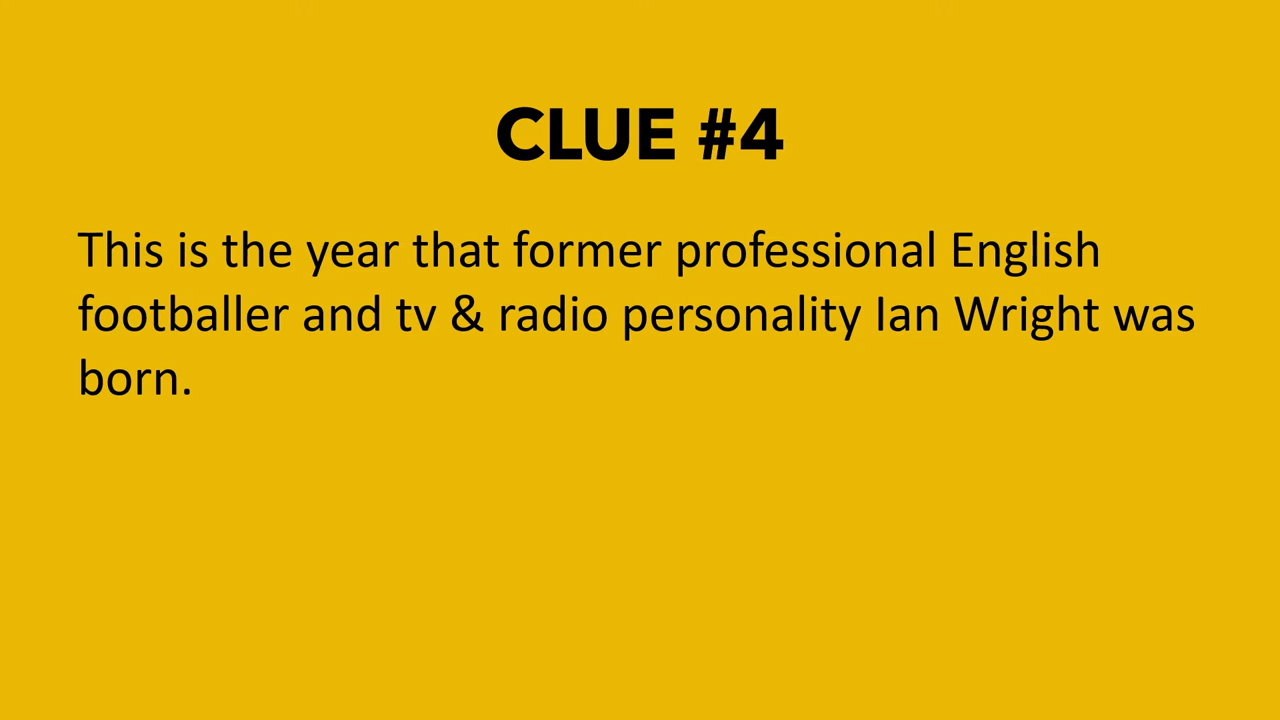 CLUE #4
This is the year that former professional English
footballer and tv & radio personality Ian Wright was
born.